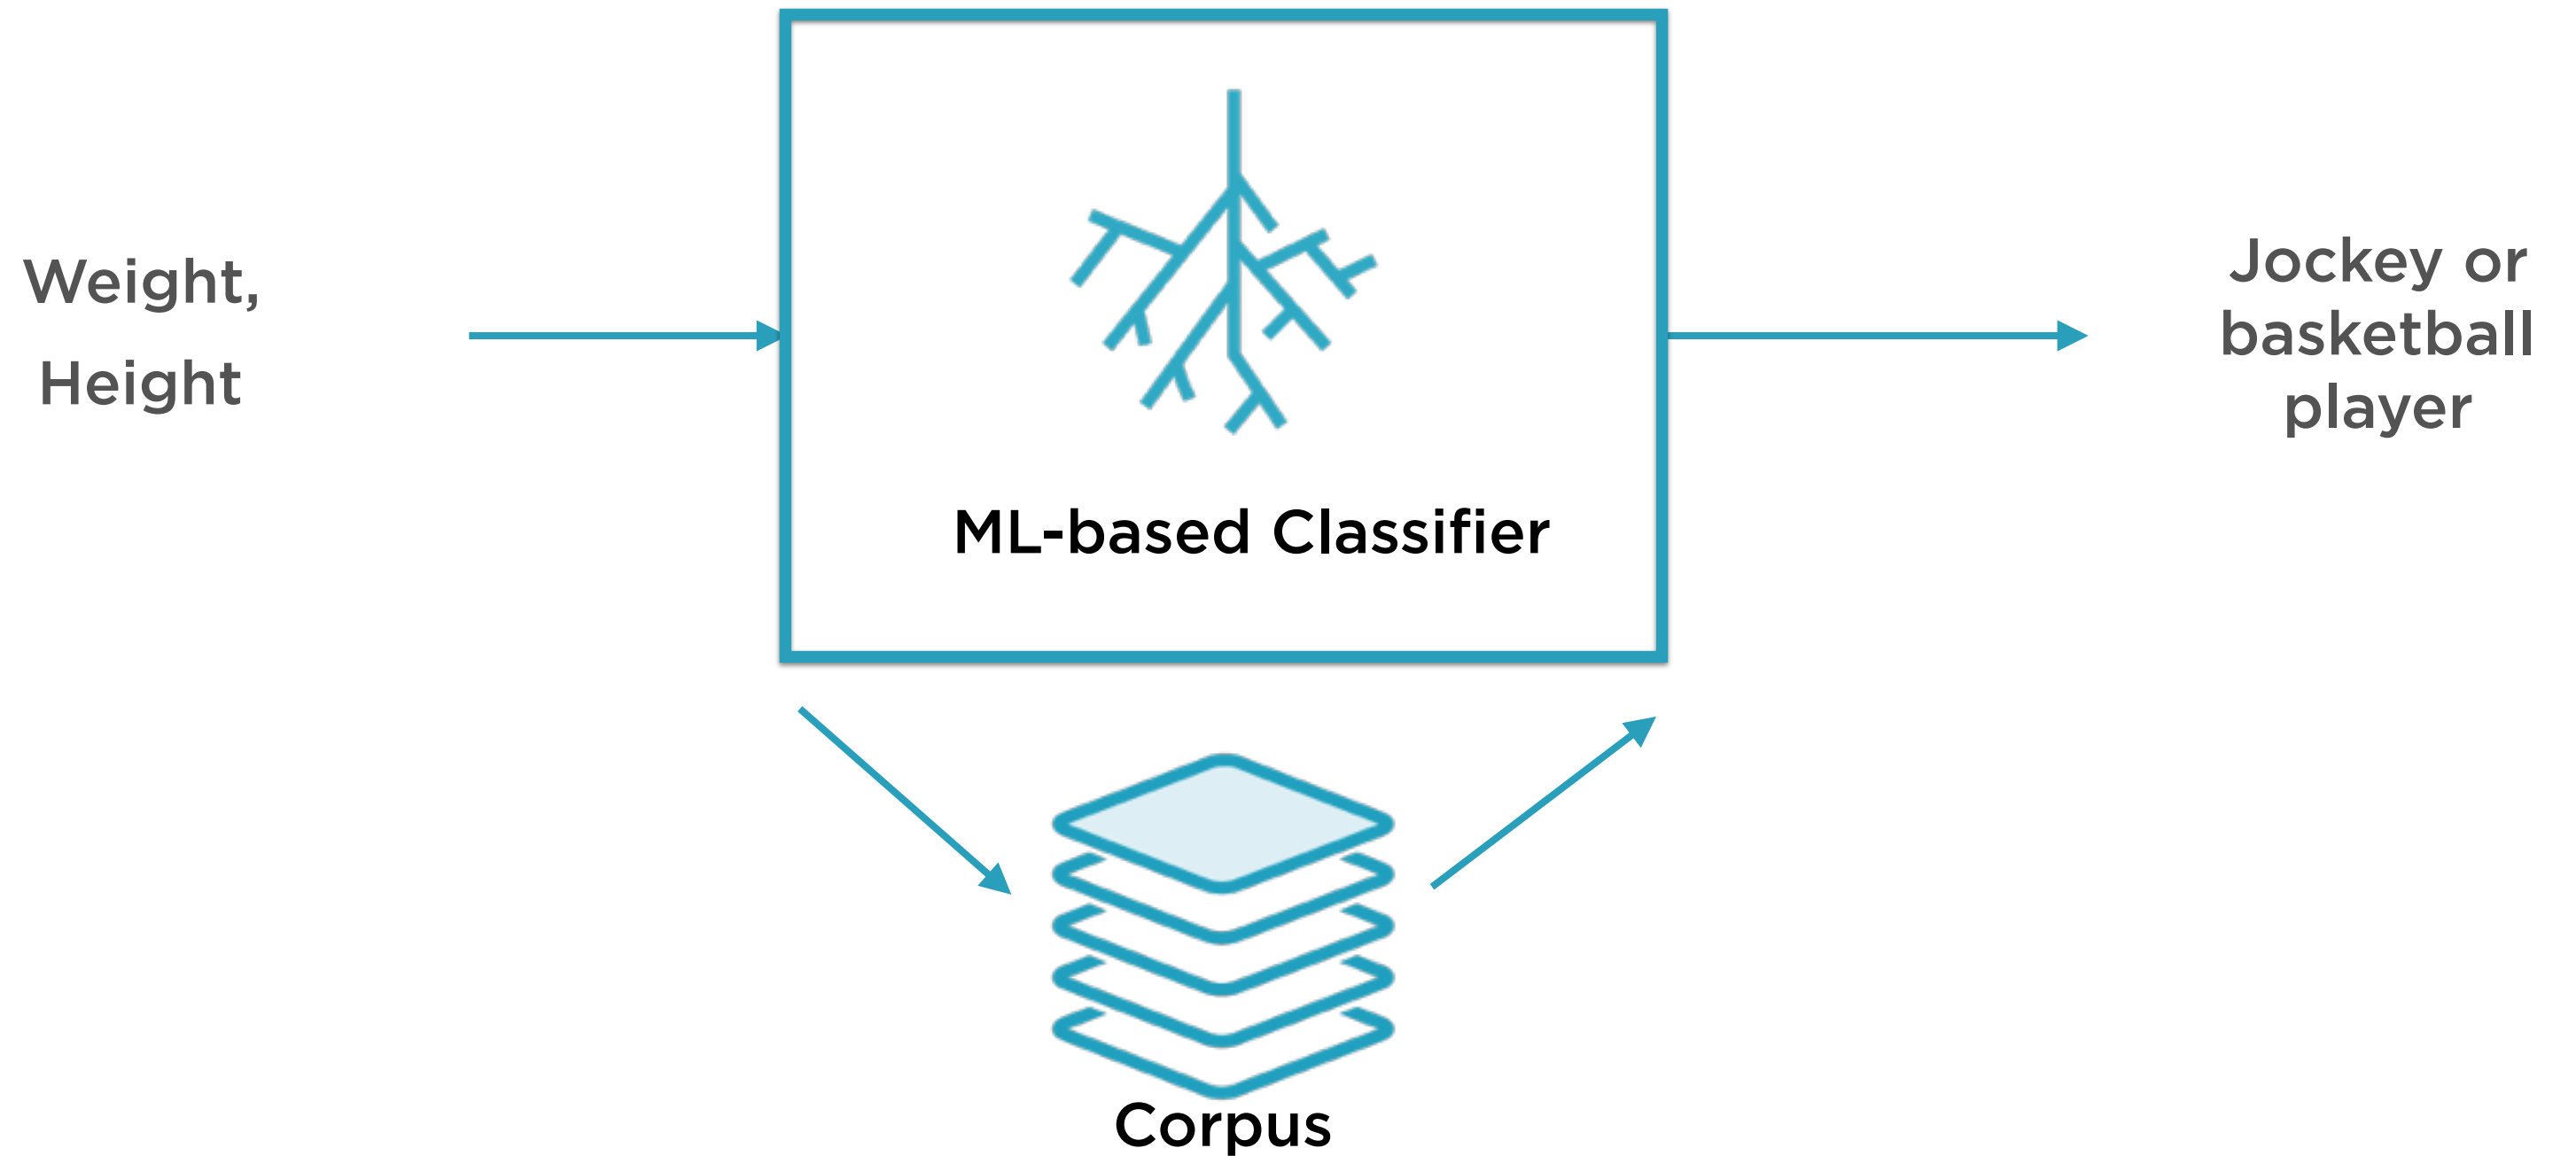 Weight,
Height
ML-based Classifier
Jockey or
basketball
player
Corpus